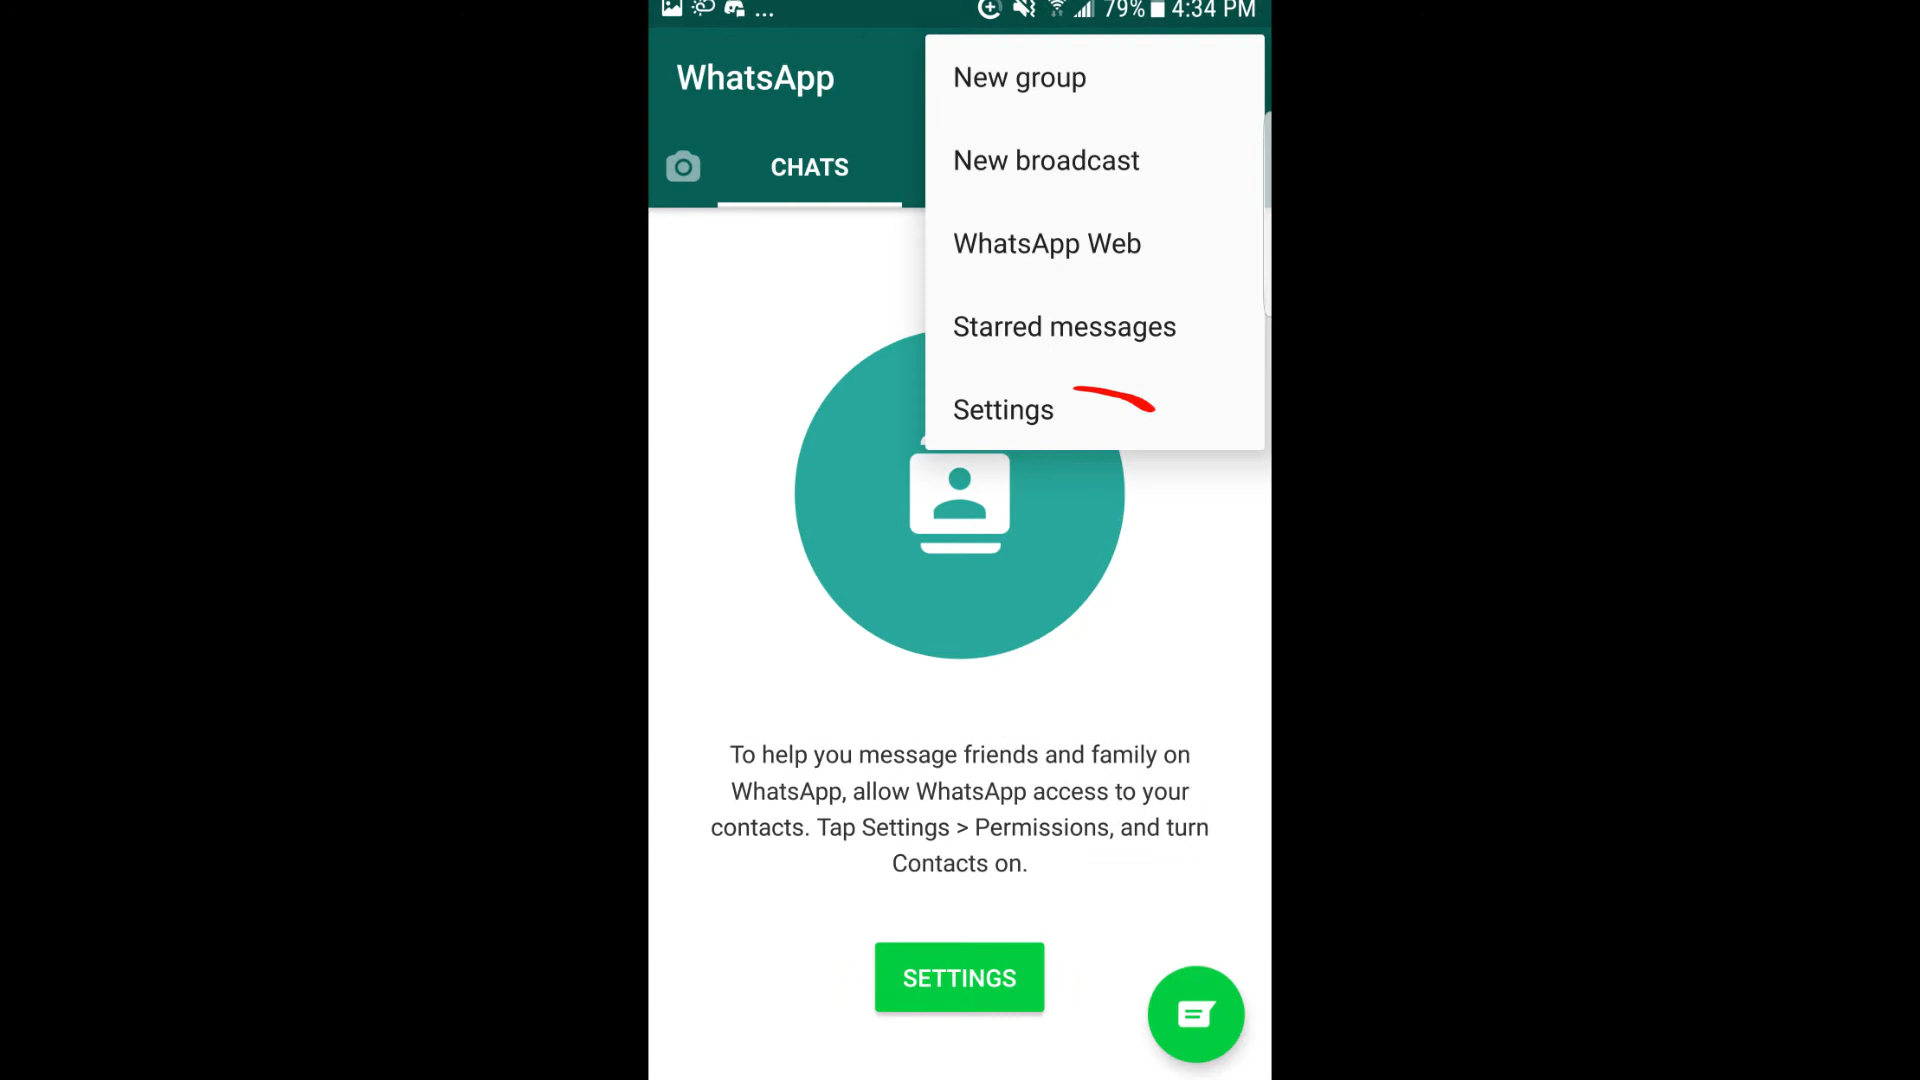 ... 79% 4:34 PM
WhatsApp
New group
CHATS
New broadcast
WhatsApp Web
Starred messages
Settings
To help you message friends and family on
WhatsApp, allow WhatsApp access to your
contacts. Tap Settings > Permissions, and turn
Contacts on.
SETTINGS